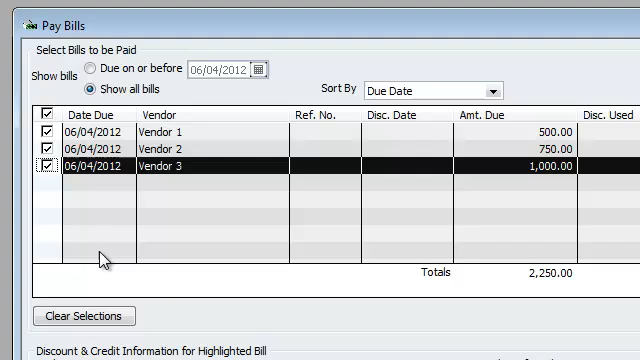 Pay Bills
Select Bills to be Paid
Show bills Due on or before 06/04/2012
Show all bills Sort By Due Date
Date Due Vendor Ref. No. Disc. Date Amt. Due Disc. Used
06/04/2012 Vendor 1 500.00
06/04/2012 Vendor 2 750.00
06/04/2012 Vendor 3 1,000.00
Totals 2,250.00
Clear Selections
Discount & Credit Information for Highlighted Bill